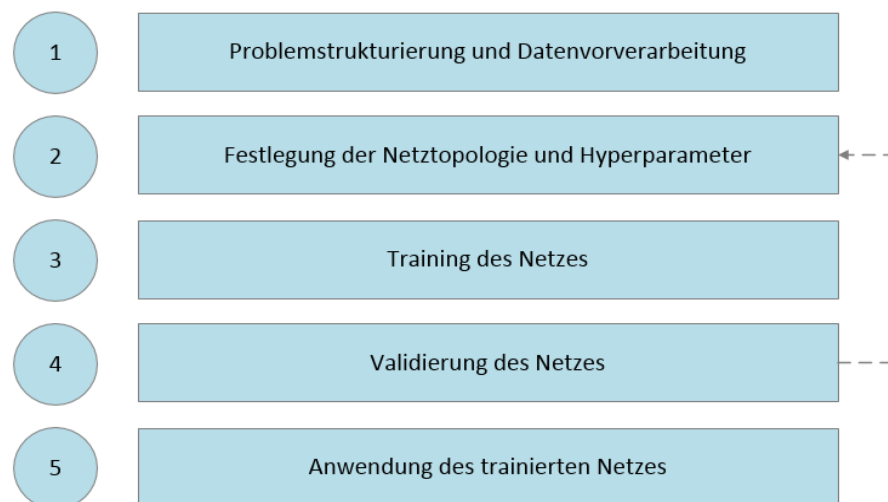 1 Problemstrukturierung und Datenvorverarbeitung
2 Festlegung der Netztopologie und Hyperparameter
3 Training des Netzes
4 Validierung des Netzes
5 Anwendung des trainierten Netzes